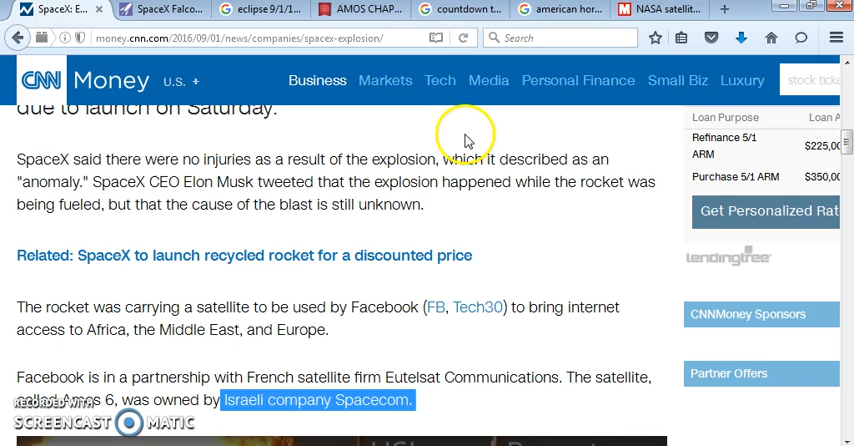 SpaceX: E...
SpaceX Falco...
eclipse 9/1/1...
AMOS CHAP...
countdown t...
american hor...
NASA satellit...
money.cnn.com/2016/09/01/news/companies/spacex-explosion/
Search
CNN Money U.S. +
Business Markets Tech Media Personal Finance Small Biz Luxury
stock ticke
due to launch on Saturday.
SpaceX said there were no injuries as a result of the explosion, which it described as an
"anomaly." SpaceX CEO Elon Musk tweeted that the explosion happened while the rocket was
being fueled, but that the cause of the blast is still unknown.
Related: SpaceX to launch recycled rocket for a discounted price
The rocket was carrying a satellite to be used by Facebook (FB, Tech30) to bring internet
access to Africa, the Middle East, and Europe.
Facebook is in a partnership with French satellite firm Eutelsat Communications. The satellite,
called Amos 6, was owned by Israeli company Spacecom.
Loan Purpose Loan A
Refinance 5/1 ARM $225,00
Purchase 5/1 ARM $350,00
Get Personalized Rat
lendingtree
CNNMoney Sponsors
Partner Offers
RECORDED WITH
SCREENCAST MATIC